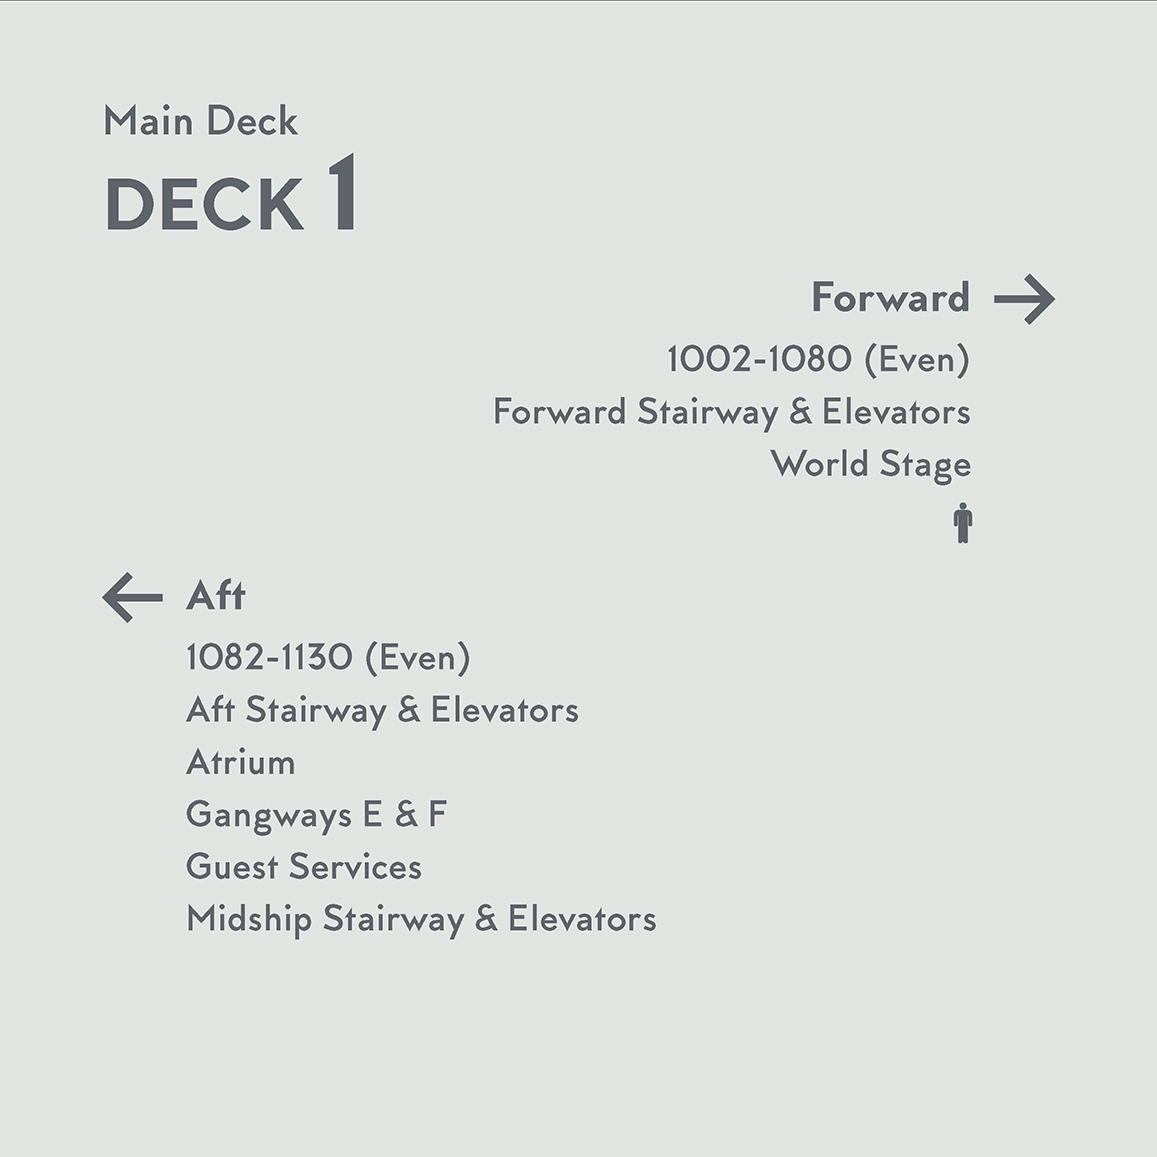 Main Deck
DECK 1
Forward
1002-1080 (Even)
Forward Stairway & Elevators
World Stage
Aft
1082-1130 (Even)
Aft Stairway & Elevators
Atrium
Gangways E & F
Guest Services
Midship Stairway & Elevators